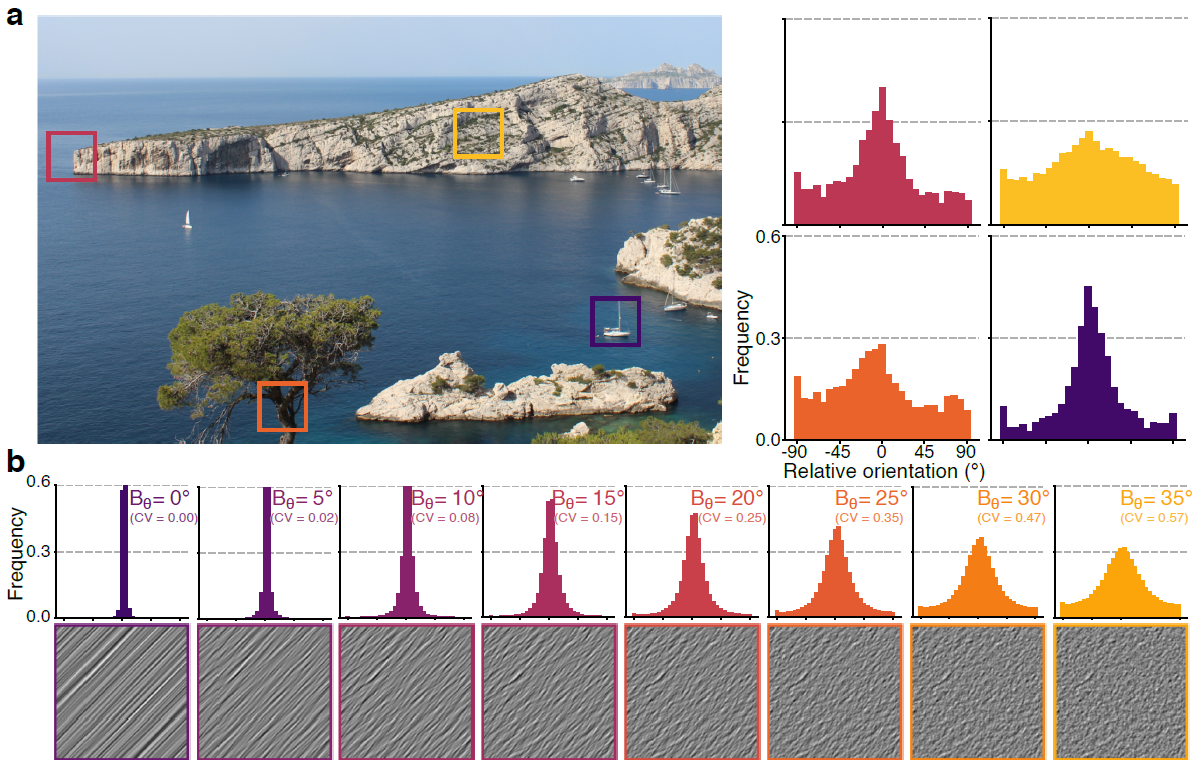 a
0.6
0.3
0.0
Frequency
-90 -45 0 45 90
Relative orientation (°)
b
0.6
0.3
0.0
Frequency
Bθ= 0°
(CV = 0.00)
Bθ= 5°
(CV = 0.02)
Bθ= 10°
(CV = 0.08)
Bθ= 15°
(CV = 0.15)
Bθ= 20°
(CV = 0.25)
Bθ= 25°
(CV = 0.35)
Bθ= 30°
(CV = 0.47)
Bθ= 35°
(CV = 0.57)